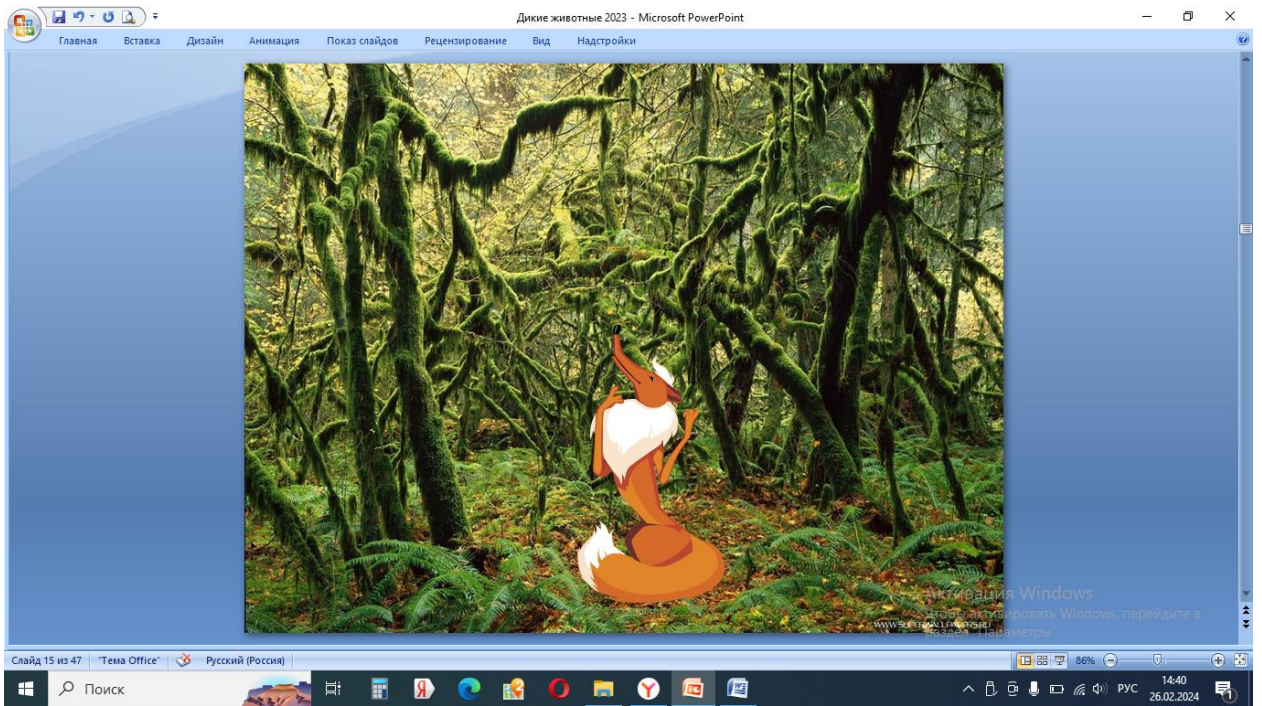 Дикие животные 2023 - Microsoft PowerPoint
Главная Вставка Дизайн Анимация Показ слайдов Рецензирование Вид Надстройки
Активация Windows
Чтобы активировать Windows, перейдите в
раздел "Параметры".
Слайд 15 из 47 "Тема Office" Русский (Россия) 86%
Поиск
РУС
14:40
26.02.2024
1